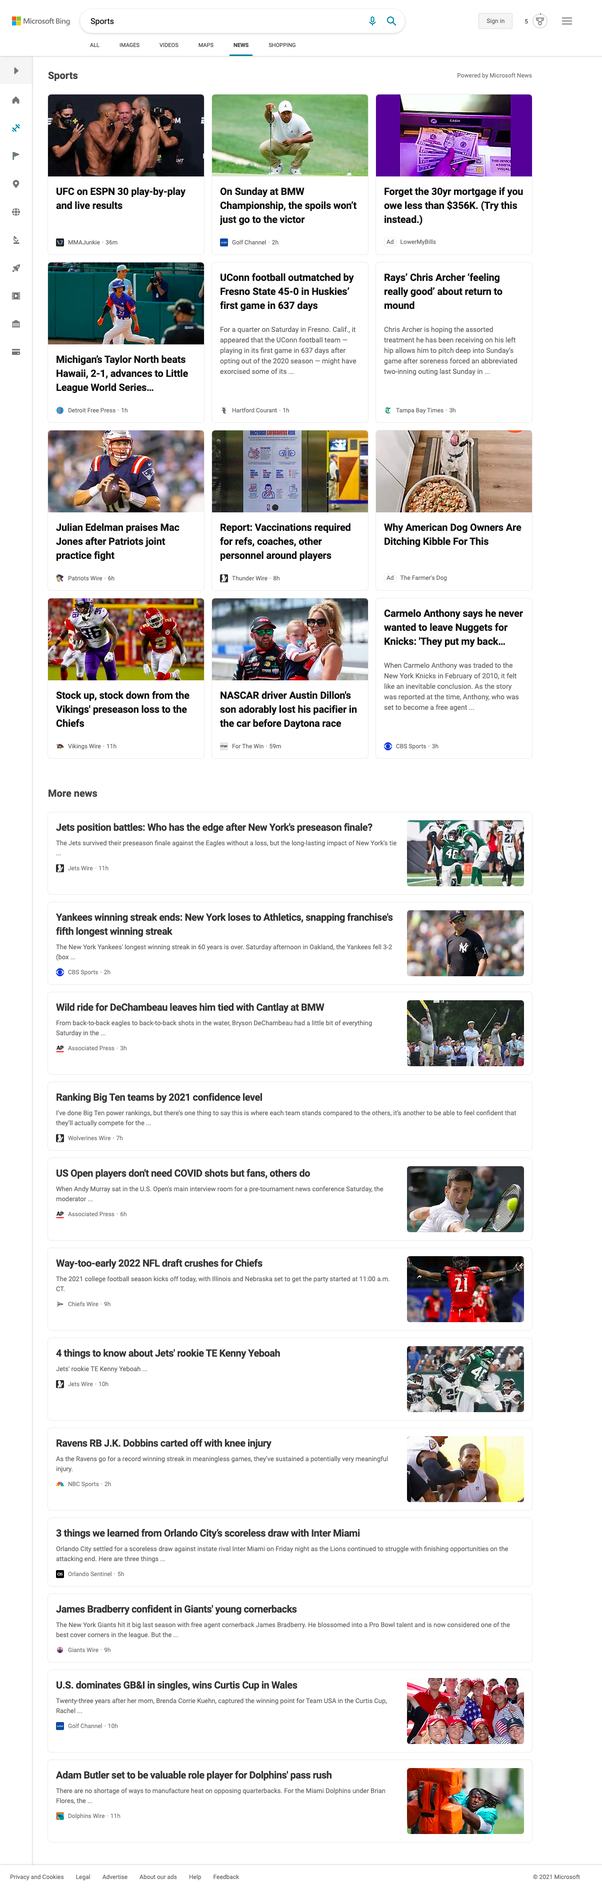 Microsoft Bing
Sports
Sign in
5
ALL
IMAGES
VIDEOS
MAPS
NEWS
SHOPPING
Sports
Powered by Microsoft News
UFC on ESPN 30 play-by-play
and live results
MMAJunkie · 36m
On Sunday at BMW
Championship, the spoils won't
just go to the victor
Golf Channel · 2h
CASH
Forget the 30yr mortgage if you
owe less than $356K. (Try this
instead.)
Ad LowerMyBills
Michigan's Taylor North beats
Hawaii, 2-1, advances to Little
League World Series…
Detroit Free Press · 1h
UConn football outmatched by
Fresno State 45-0 in Huskies'
first game in 637 days
For a quarter on Saturday in Fresno. Calif., it
appeared that the UConn football team —
playing in its first game in 637 days after
opting out of the 2020 season — might have
exorcised some of its ...
Hartford Courant · 1h
Rays' Chris Archer 'feeling
really good' about return to
mound
Chris Archer is hoping the assorted
treatment he has been receiving on his left
hip allows him to pitch deep into Sunday's
game after soreness forced an abbreviated
two-inning outing last Sunday in ...
Tampa Bay Times · 3h
Julian Edelman praises Mac
Jones after Patriots joint
practice fight
Patriots Wire · 6h
Report: Vaccinations required
for refs, coaches, other
personnel around players
Thunder Wire · 8h
Why American Dog Owners Are
Ditching Kibble For This
Ad The Farmer's Dog
Stock up, stock down from the
Vikings' preseason loss to the
Chiefs
Vikings Wire · 11h
NASCAR driver Austin Dillon's
son adorably lost his pacifier in
the car before Daytona race
For The Win · 59m
Carmelo Anthony says he never
wanted to leave Nuggets for
Knicks: 'They put my back…
When Carmelo Anthony was traded to the
New York Knicks in February of 2010, it felt
like an inevitable conclusion. As the story
was reported at the time, Anthony, who was
set to become a free agent ...
CBS Sports · 3h
More news
Jets position battles: Who has the edge after New York's preseason finale?
The Jets survived their preseason finale against the Eagles without a loss, but the long-lasting impact of New York's tie
...
Jets Wire · 11h
Yankees winning streak ends: New York loses to Athletics, snapping franchise's
fifth longest winning streak
The New York Yankees' longest winning streak in 60 years is over. Saturday afternoon in Oakland, the Yankees fell 3-2
(box ...
CBS Sports · 2h
Wild ride for DeChambeau leaves him tied with Cantlay at BMW
From back-to-back eagles to back-to-back shots in the water, Bryson DeChambeau had a little bit of everything
Saturday in the ...
AP Associated Press · 3h
Ranking Big Ten teams by 2021 confidence level
I've done Big Ten power rankings, but there's one thing to say this is where each team stands compared to the others, it's another to be able to feel confident that
they'll actually compete for the ...
Wolverines Wire · 7h
US Open players don't need COVID shots but fans, others do
When Andy Murray sat in the U.S. Open's main interview room for a pre-tournament news conference Saturday, the
moderator ...
AP Associated Press · 6h
Way-too-early 2022 NFL draft crushes for Chiefs
The 2021 college football season kicks off today, with Illinois and Nebraska set to get the party started at 11:00 a.m.
CT.
Chiefs Wire · 9h
21
4 things to know about Jets' rookie TE Kenny Yeboah
Jets' rookie TE Kenny Yeboah ...
Jets Wire · 10h
Ravens RB J.K. Dobbins carted off with knee injury
As the Ravens go for a record winning streak in meaningless games, they've sustained a potentially very meaningful
injury.
NBC Sports · 2h
3 things we learned from Orlando City's scoreless draw with Inter Miami
Orlando City settled for a scoreless draw against instate rival Inter Miami on Friday night as the Lions continued to struggle with finishing opportunities on the
attacking end. Here are three things ...
Orlando Sentinel · 5h
James Bradberry confident in Giants' young cornerbacks
The New York Giants hit it big last season with free agent cornerback James Bradberry. He blossomed into a Pro Bowl talent and is now considered one of the
best cover corners in the league. But the ...
Giants Wire · 9h
U.S. dominates GB&I in singles, wins Curtis Cup in Wales
Twenty-three years after her mom, Brenda Corrie Kuehn, captured the winning point for Team USA in the Curtis Cup,
Rachel ...
Golf Channel · 10h
Adam Butler set to be valuable role player for Dolphins' pass rush
There are no shortage of ways to manufacture heat on opposing quarterbacks. For the Miami Dolphins under Brian
Flores, the ...
Dolphins Wire · 11h
Privacy and Cookies
Legal
Advertise
About our ads
Help
Feedback
© 2021 Microsoft